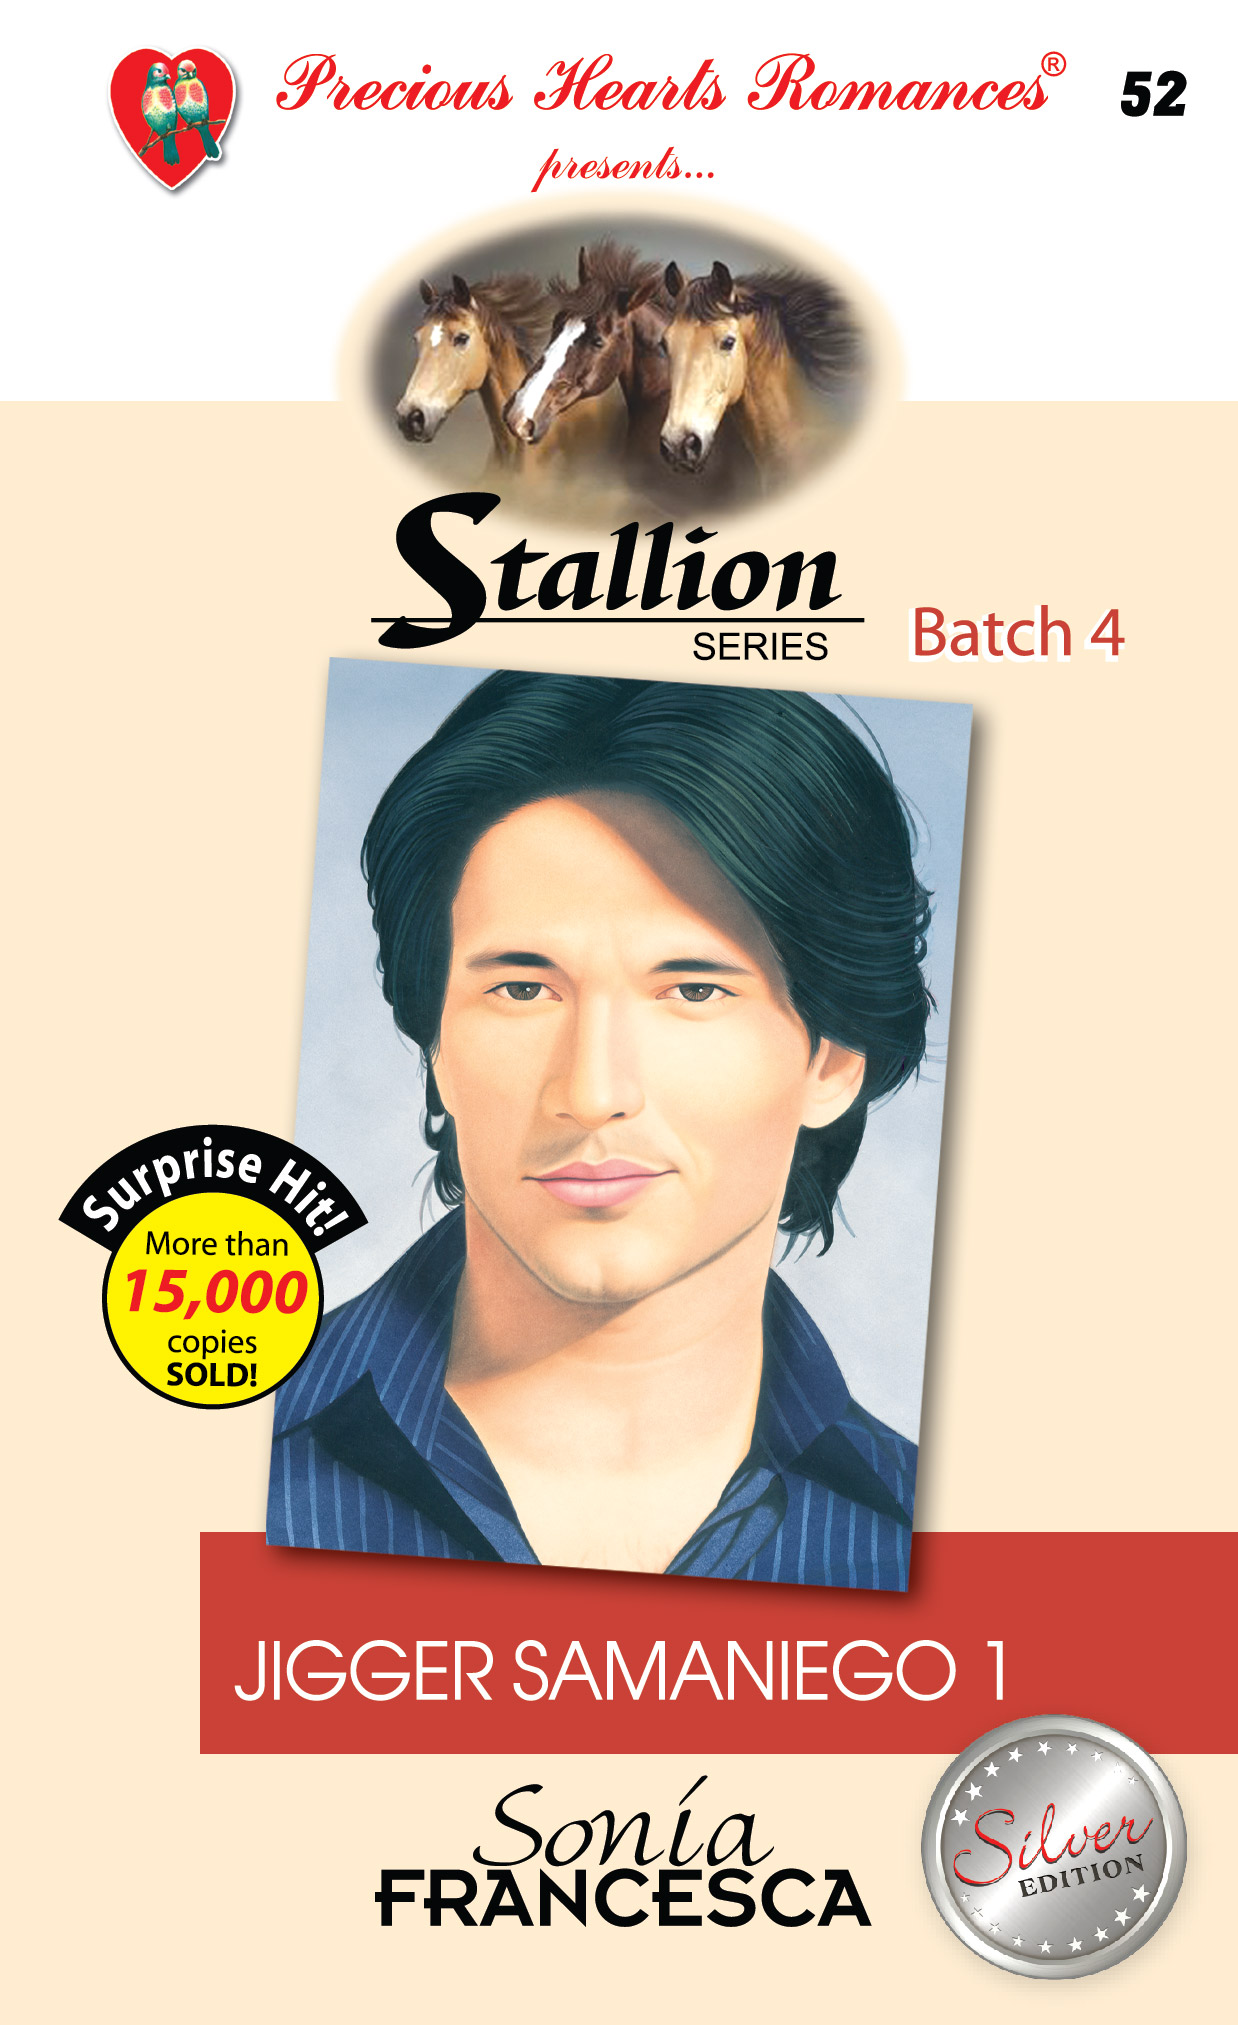 Precious Hearts Romances®
52
presents...
Stallion
SERIES
Batch 4
Surprise Hit!
More than
15,000
copies
SOLD!
JIGGER SAMANIEGO 1
Sonia
FRANCESCA
Silver
EDITION